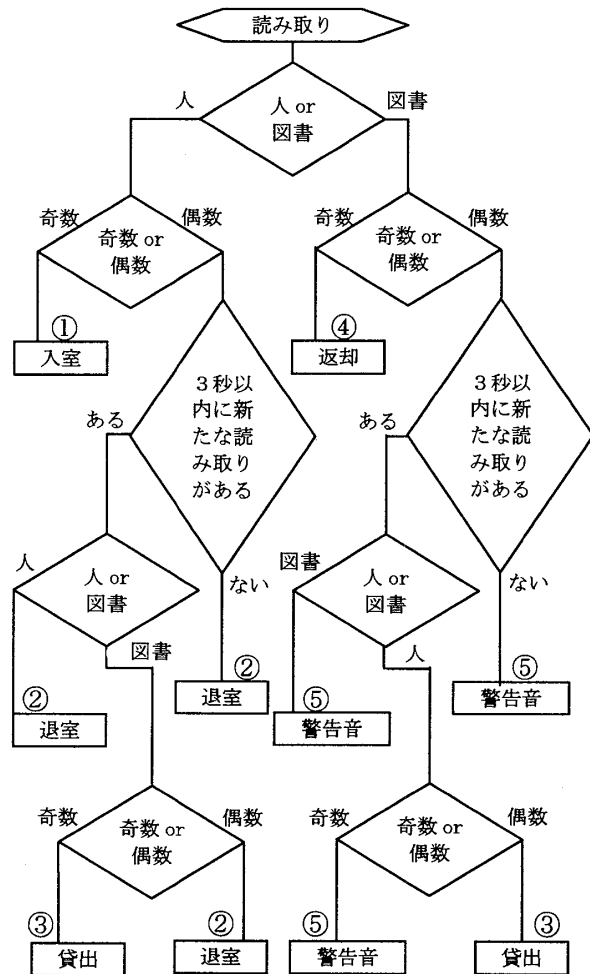 読み取り
人
人 or
図書
図書
奇数
奇数 or
偶数
偶数
奇数
奇数 or
偶数
偶数
①
入室
④
返却
ある
3秒以
内に新
たな読
み取り
がある
ない
ある
3秒以
内に新
たな読
み取り
がある
ない
人
人 or
図書
図書
図書
人 or
図書
人
②
退室
②
退室
⑤
警告音
⑤
警告音
奇数
奇数 or
偶数
偶数
奇数
奇数 or
偶数
偶数
③
貸出
②
退室
⑤
警告音
③
貸出